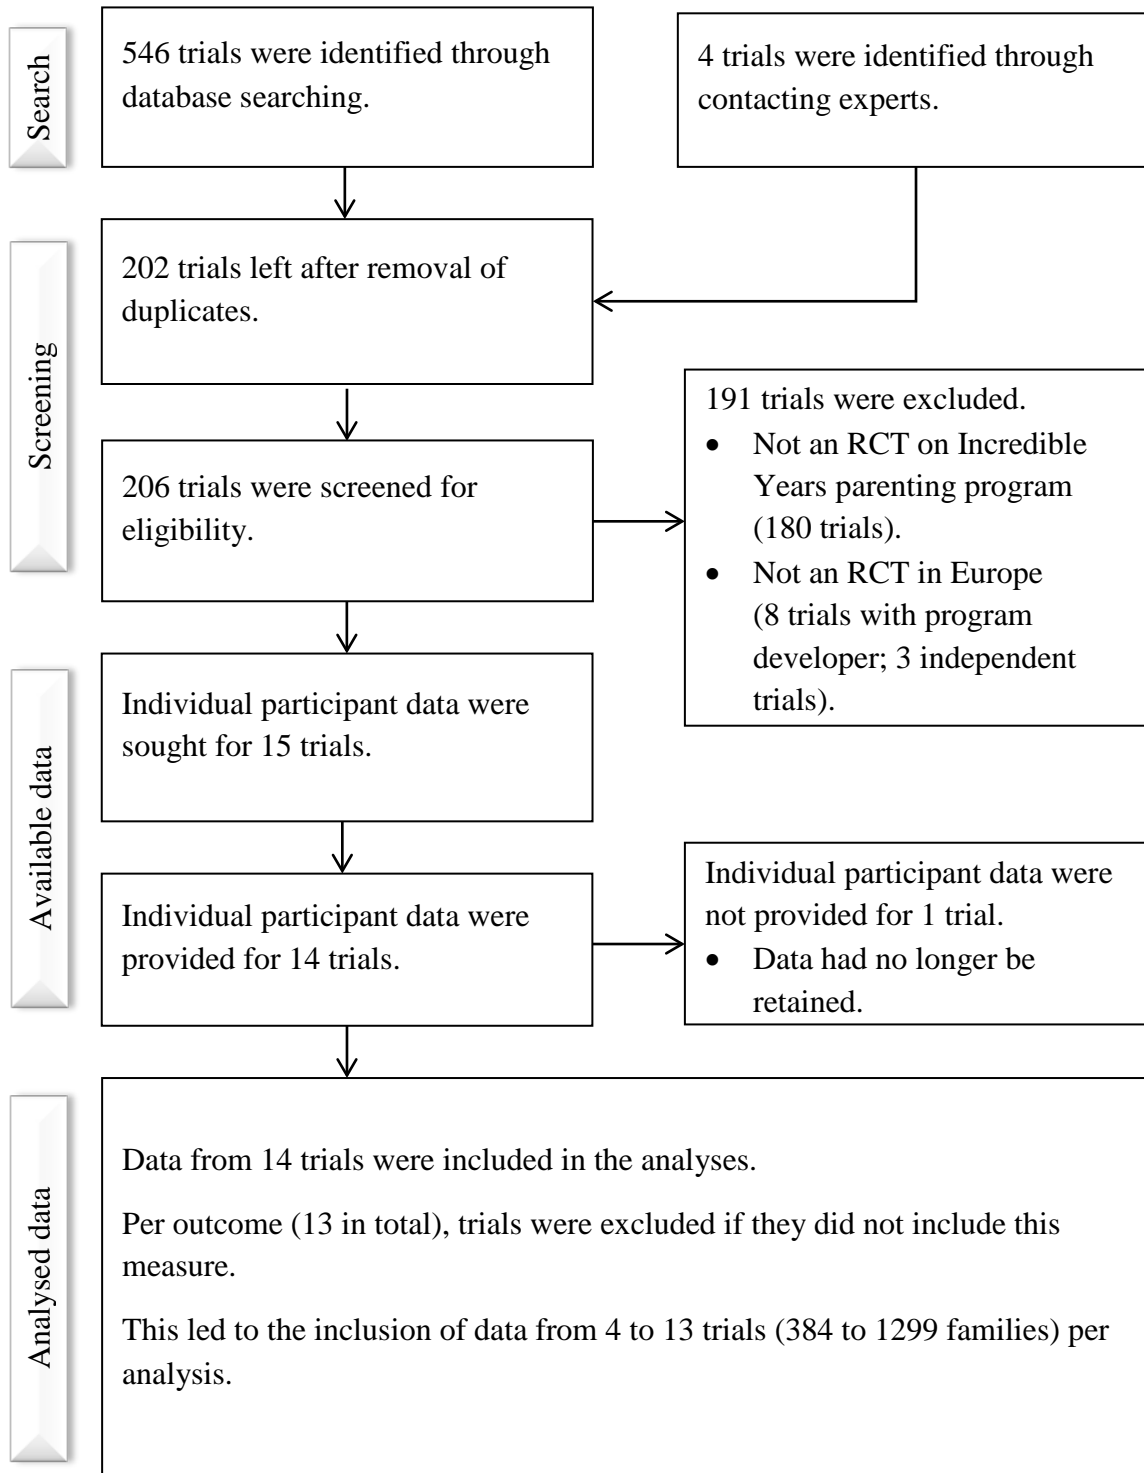 Search
546 trials were identified through
database searching.
4 trials were identified through
contacting experts.
Screening
202 trials left after removal of
duplicates.
206 trials were screened for
eligibility.
191 trials were excluded.
• Not an RCT on Incredible
Years parenting program
(180 trials).
• Not an RCT in Europe
(8 trials with program
developer; 3 independent
trials).
Available data
Individual participant data were
sought for 15 trials.
Individual participant data were
provided for 14 trials.
Individual participant data were
not provided for 1 trial.
• Data had no longer be
retained.
Analysed data
Data from 14 trials were included in the analyses.
Per outcome (13 in total), trials were excluded if they did not include this
measure.
This led to the inclusion of data from 4 to 13 trials (384 to 1299 families) per
analysis.